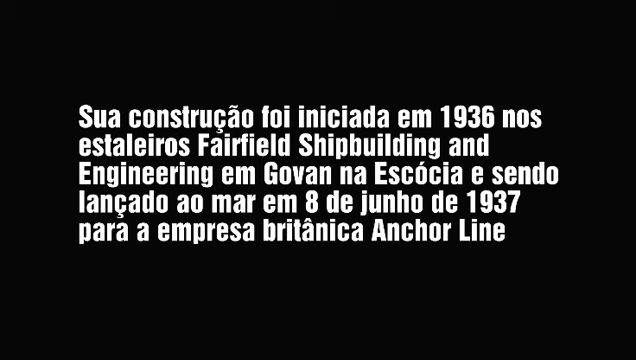 Sua construção foi iniciada em 1936 nos
estaleiros Fairfield Shipbuilding and
Engineering em Govan na Escócia e sendo
lançado ao mar em 8 de junho de 1937
para a empresa britânica Anchor Line